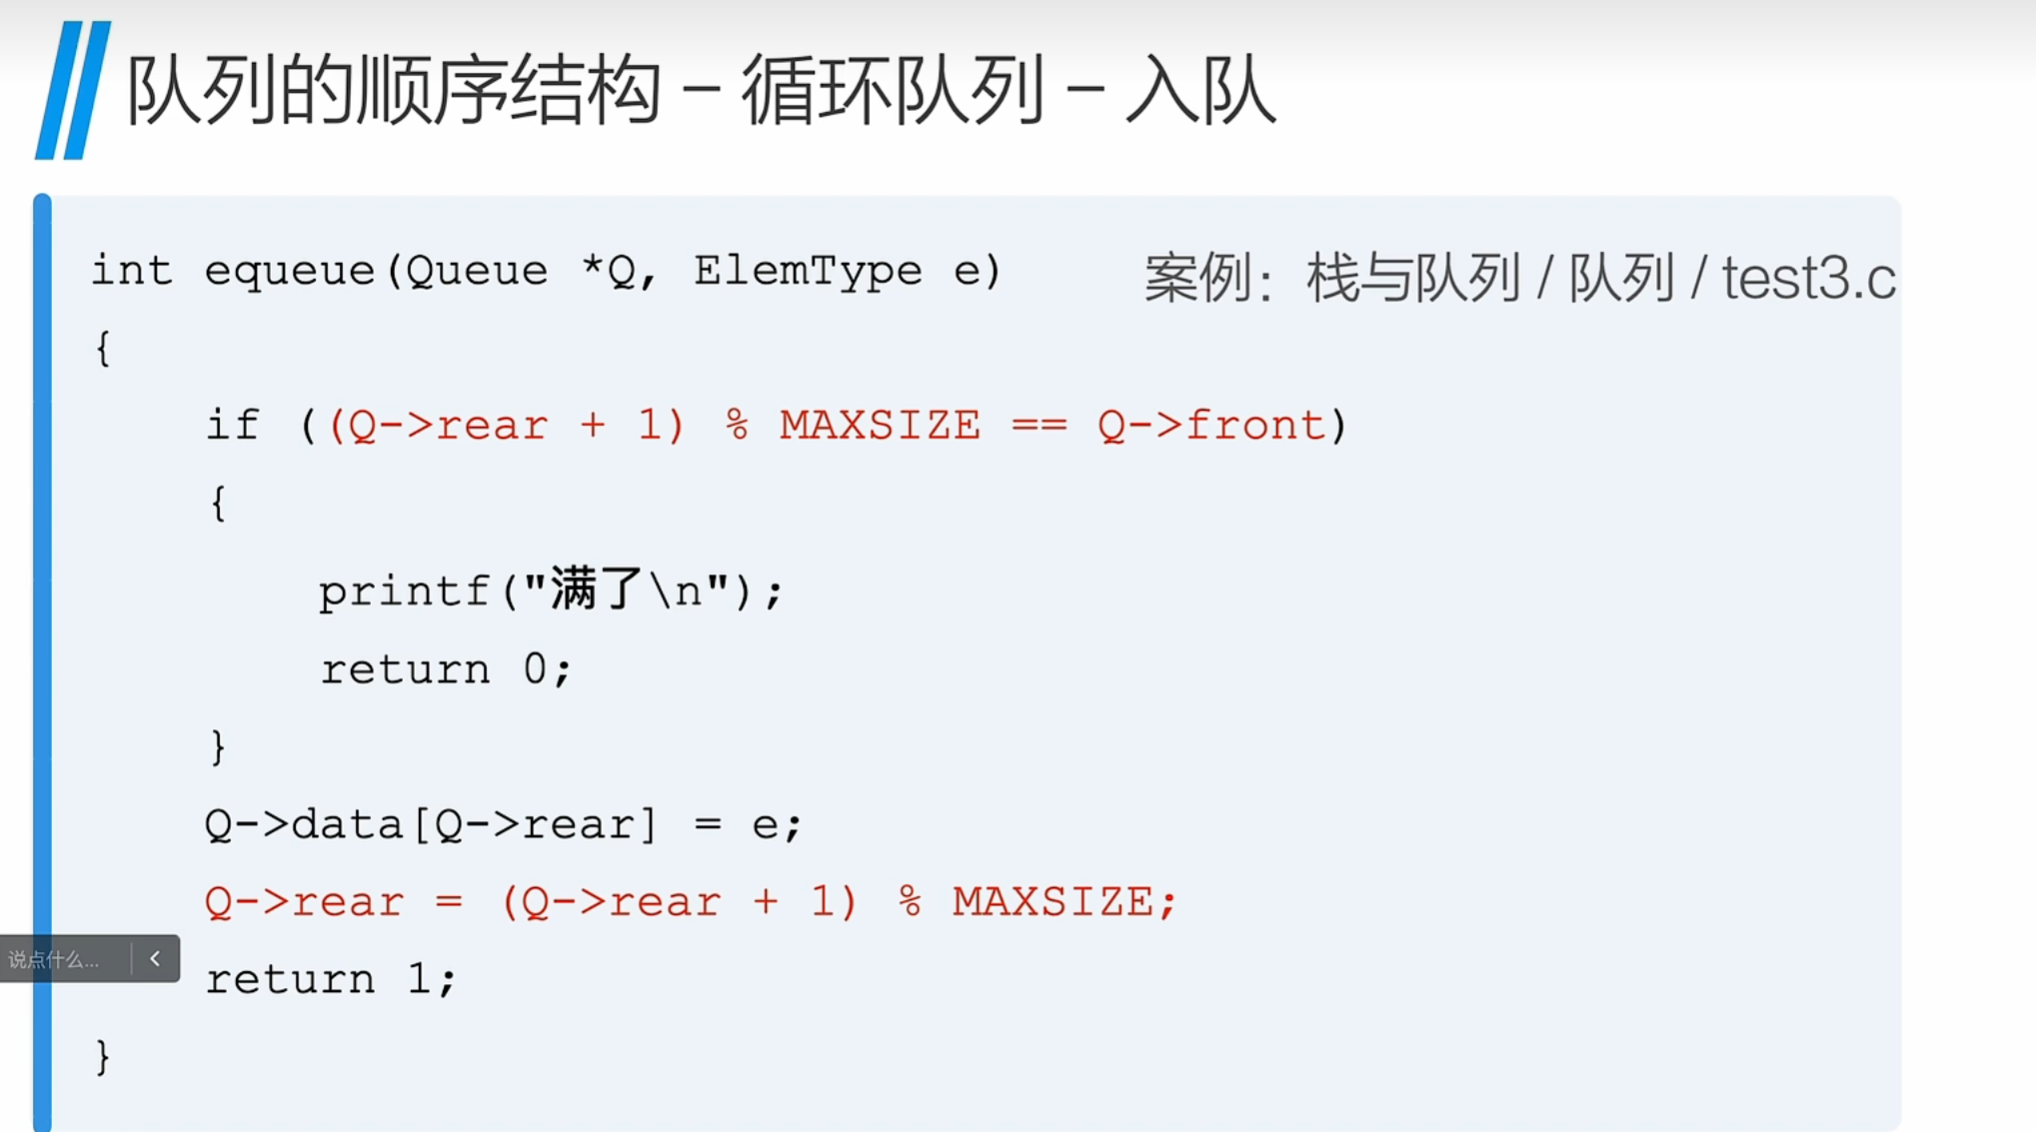 队列的顺序结构 – 循环队列 – 入队
int equeue(Queue *Q, ElemType e)
案例：栈与队列 / 队列 / test3.c
{
if ((Q->rear + 1) % MAXSIZE == Q->front)
{
printf("满了\n");
return 0;
}
Q->data[Q->rear] = e;
Q->rear = (Q->rear + 1) % MAXSIZE;
说点什么...
return 1;
}